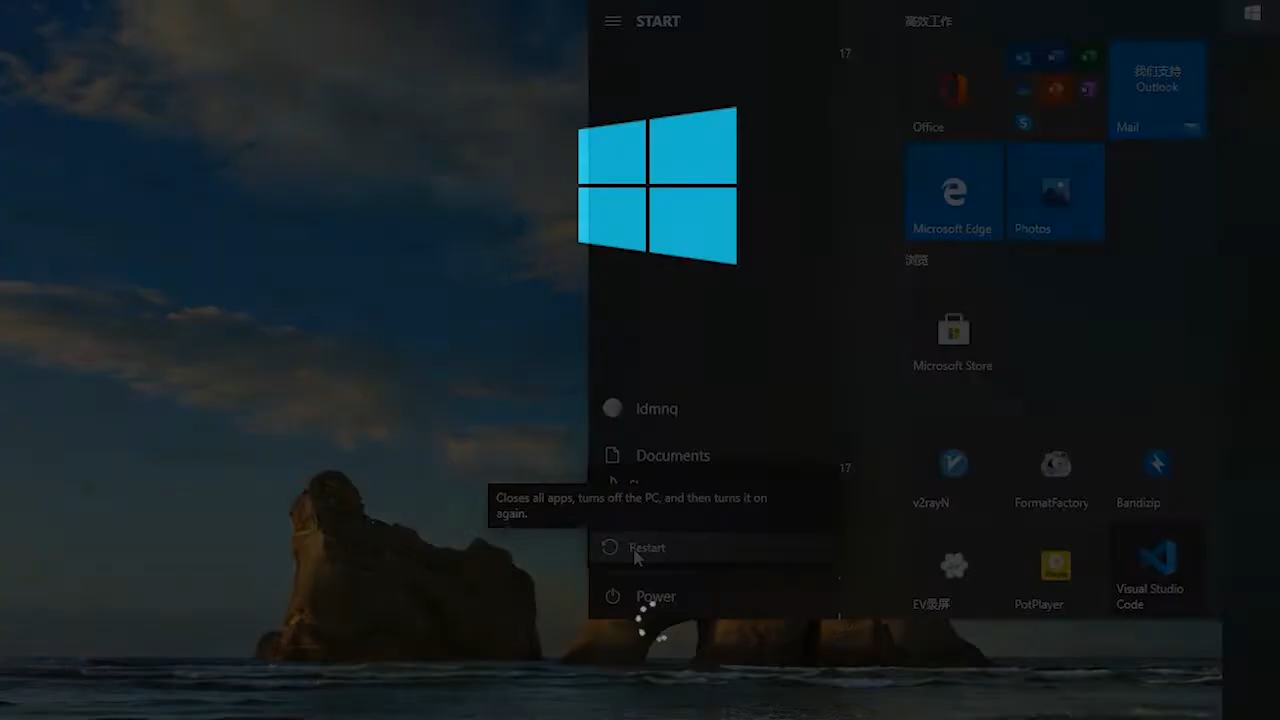 START
高效工作
17
我们支持
Outlook
Office
Mail
Microsoft Edge
Photos
浏览
Microsoft Store
ldmnq
Documents
17
Closes all apps, turns off the PC, and then turns it on
again.
v2rayN
FormatFactory
Bandizip
Restart
Power
EV录屏
PotPlayer
Visual Studio
Code